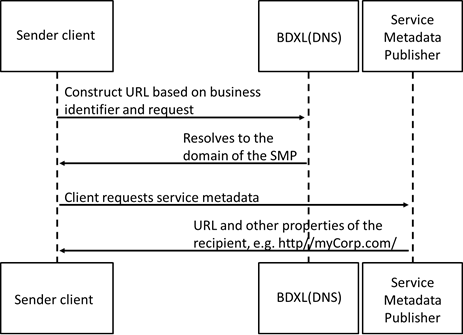 Sender client
BDXL(DNS)
Service
Metadata
Publisher
Construct URL based on business
identifier and request
Resolves to the
domain of the SMP
Client requests service metadata
URL and other properties of the
recipient, e.g. http//myCorp.com/
Sender client
BDXL(DNS)
Service
Metadata
Publisher